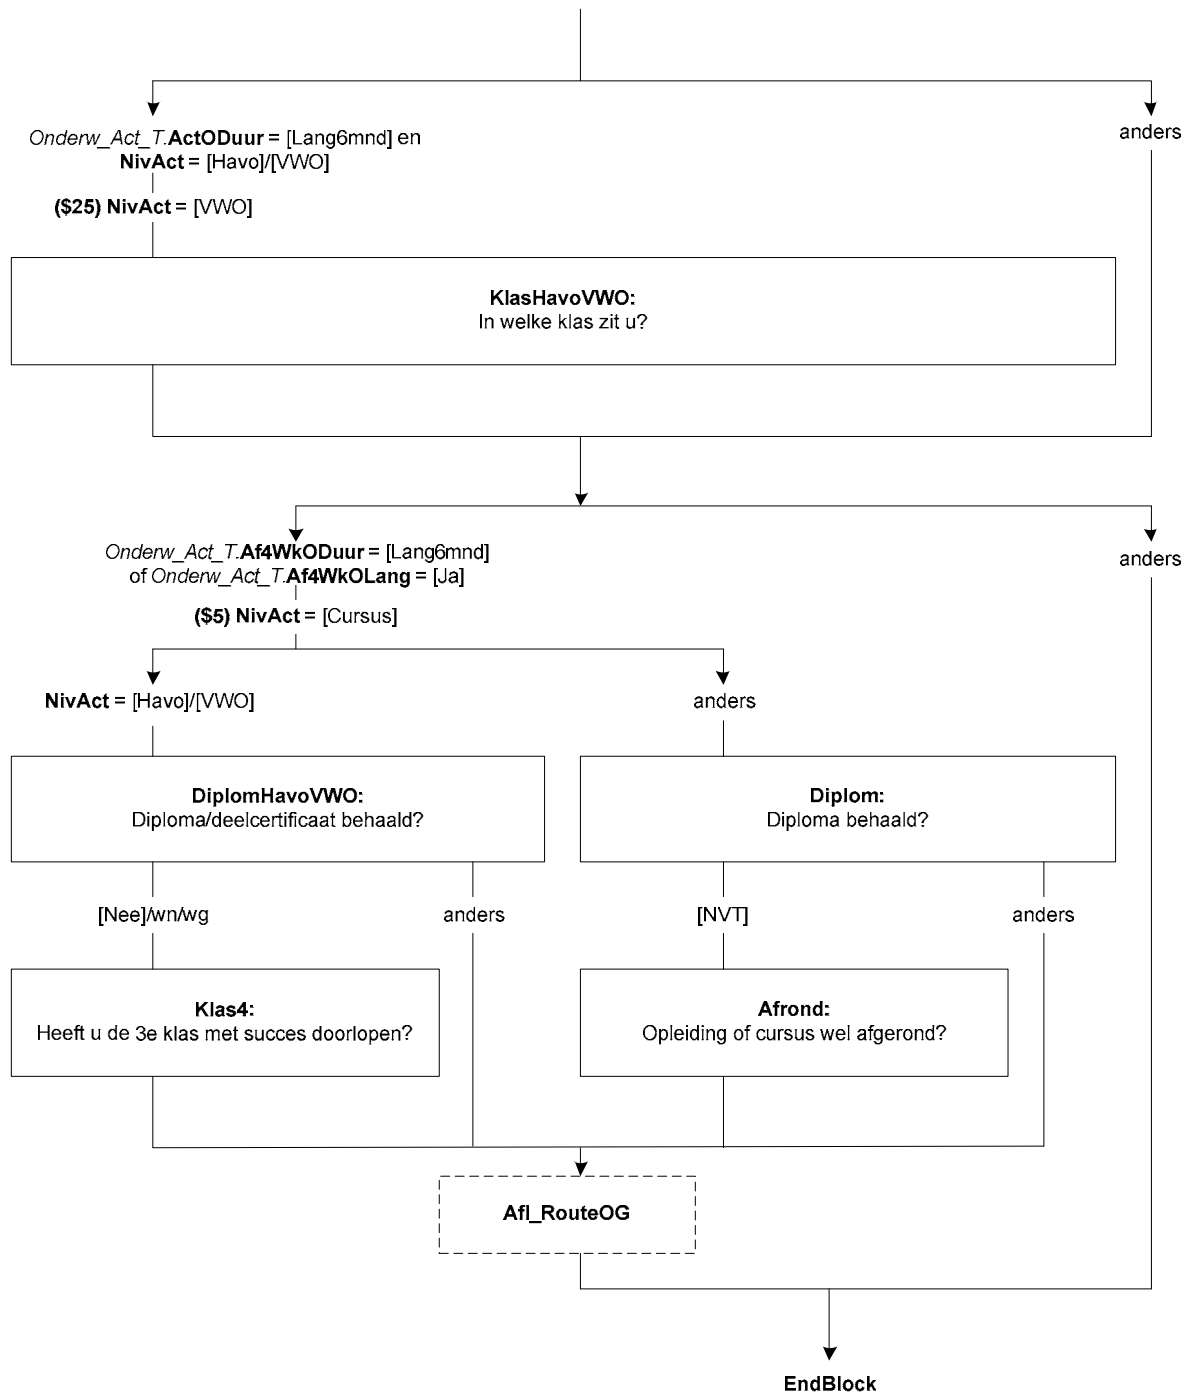 Onderw_Act_T.ActODuur = [Lang6mnd] en
NivAct = [Havo]/[VWO]
anders
($25) NivAct = [VWO]
KlasHavoVWO:
In welke klas zit u?
Onderw_Act_T.Af4WkODuur = [Lang6mnd]
of Onderw_Act_T.Af4WkOLang = [Ja]
anders
($5) NivAct = [Cursus]
NivAct = [Havo]/[VWO]
anders
DiplomHavoVWO:
Diploma/deelcertificaat behaald?
Diplom:
Diploma behaald?
[Nee]/wn/wg
anders
[NVT]
anders
Klas4:
Heeft u de 3e klas met succes doorlopen?
Afrond:
Opleiding of cursus wel afgerond?
Afl_RouteOG
EndBlock